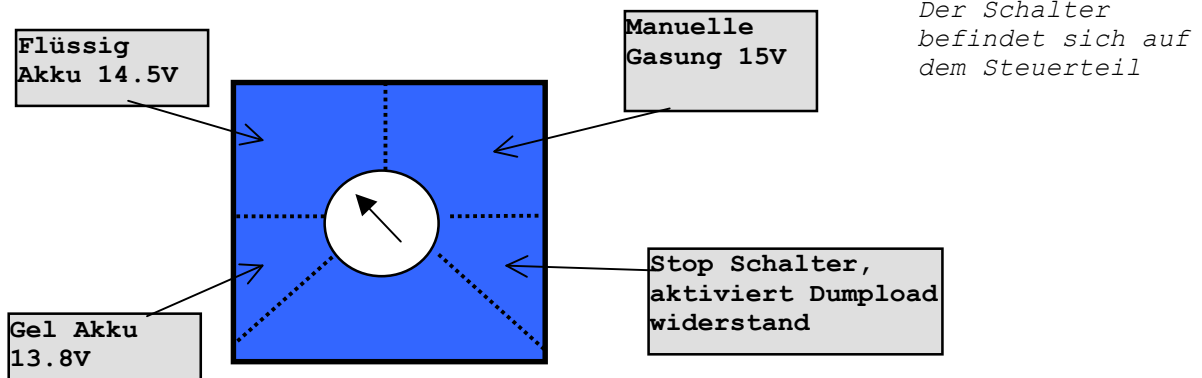 Flüssig
Akku 14.5V
Manuelle
Gasung 15V
Der Schalter
befindet sich auf
dem Steuerteil
Stop Schalter,
aktiviert Dumpload
widerstand
Gel Akku
13.8V